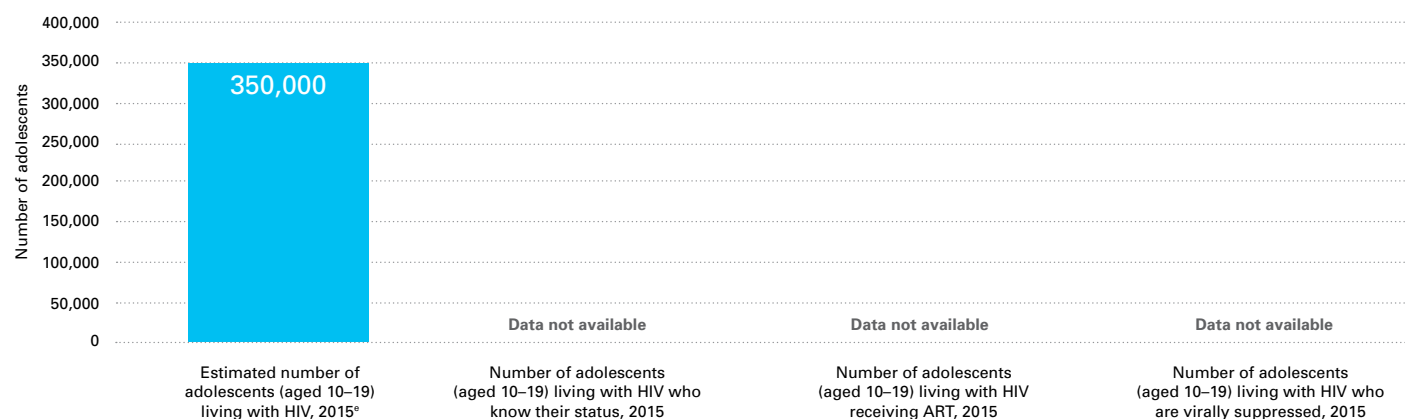 Number of adolescents
400,000
350,000
300,000
250,000
200,000
150,000
100,000
50,000
0
350,000
Data not available
Data not available
Data not available
Estimated number of
adolescents (aged 10–19)
living with HIV, 2015ᵉ
Number of adolescents
(aged 10–19) living with HIV who
know their status, 2015
Number of adolescents
(aged 10–19) living with HIV
receiving ART, 2015
Number of adolescents
(aged 10–19) living with HIV who
are virally suppressed, 2015